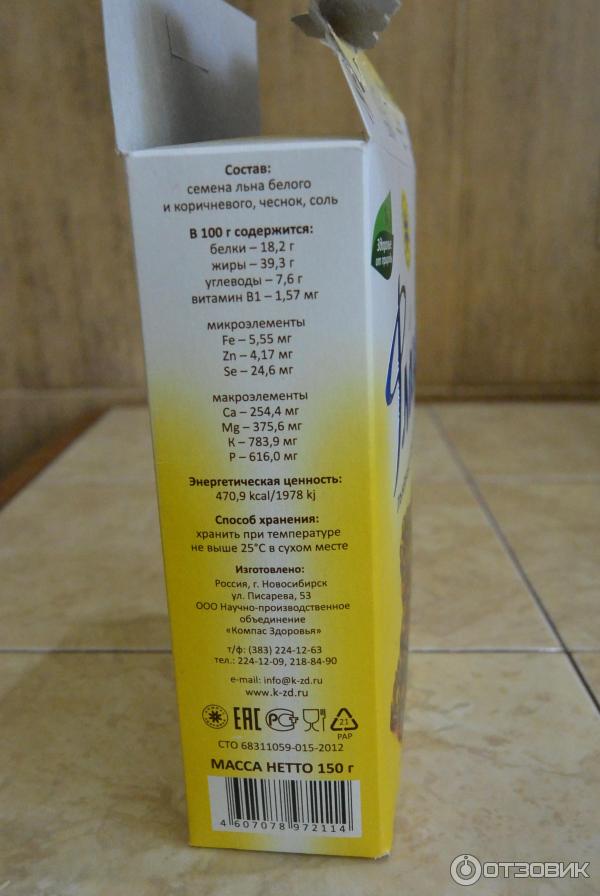 Состав:
семена льна белого
и коричневого, чеснок, соль
В 100 г содержится:
белки – 18,2 г
жиры – 39,3 г
углеводы – 7,6 г
витамин В1 – 1,57 мг
микроэлементы
Fe – 5,55 мг
Zn – 4,17 мг
Se – 24,6 мг
макроэлементы
Ca – 254,4 мг
Mg – 375,6 мг
К – 783,9 мг
Р – 616,0 мг
Энергетическая ценность:
470,9 kcal/1978 kj
Способ хранения:
хранить при температуре
не выше 25°С в сухом месте
Изготовлено:
Россия, г. Новосибирск
ул. Писарева, 53
ООО Научно-производственное
объединение
«Компас Здоровья»
т/ф: (383) 224-12-63
тел.: 224-12-09, 218-84-90
e-mail: info@k-zd.ru
www.k-zd.ru
ЕАС
21
PAP
СТО 68311059-015-2012
МАССА НЕТТО 150 г
4 607078 972114
Здоровье
от природы
ОТЗОВИК